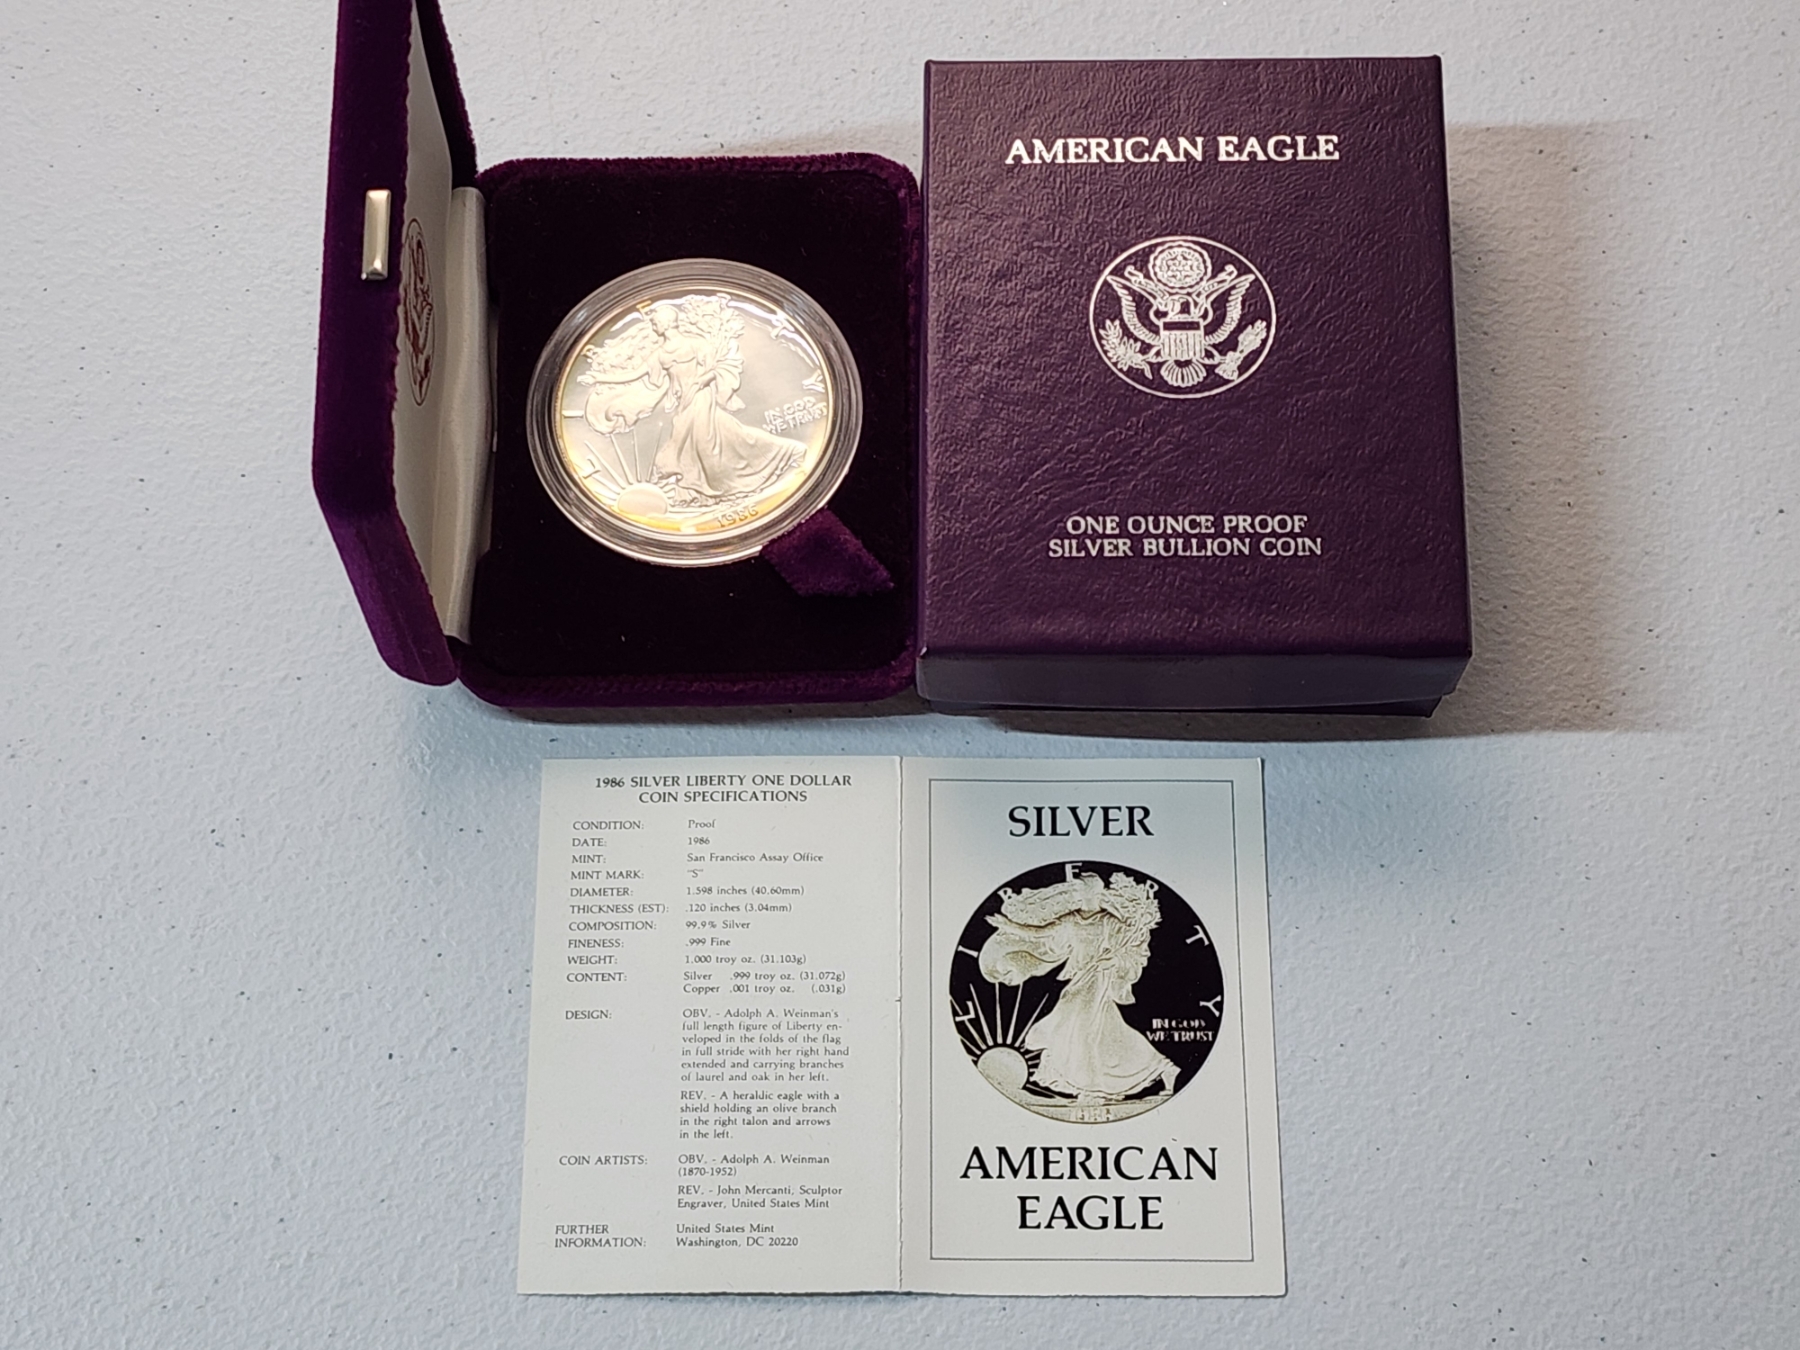 LIBERTY
IN GOD
WE TRUST
1986
AMERICAN EAGLE
ONE OUNCE PROOF
SILVER BULLION COIN
1986 SILVER LIBERTY ONE DOLLAR
COIN SPECIFICATIONS
CONDITION: Proof
DATE: 1986
MINT: San Francisco Assay Office
MINT MARK: "S"
DIAMETER: 1.598 inches (40.60mm)
THICKNESS (EST): .120 inches (3.04mm)
COMPOSITION: 99.9% Silver
FINENESS: .999 Fine
WEIGHT: 1.000 troy oz. (31.103g)
CONTENT: Silver .999 troy oz. (31.072g)
Copper .001 troy oz. (.031g)
DESIGN: OBV. - Adolph A. Weinman's
full length figure of Liberty en-
veloped in the folds of the flag
in full stride with her right hand
extended and carrying branches
of laurel and oak in her left.
REV. - A heraldic eagle with a
shield holding an olive branch
in the right talon and arrows
in the left.
COIN ARTISTS: OBV. - Adolph A. Weinman
(1870-1952)
REV. - John Mercanti, Sculptor
Engraver, United States Mint
FURTHER United States Mint
INFORMATION: Washington, DC 20220
SILVER
LIBERTY
IN GOD
WE TRUST
AMERICAN
EAGLE